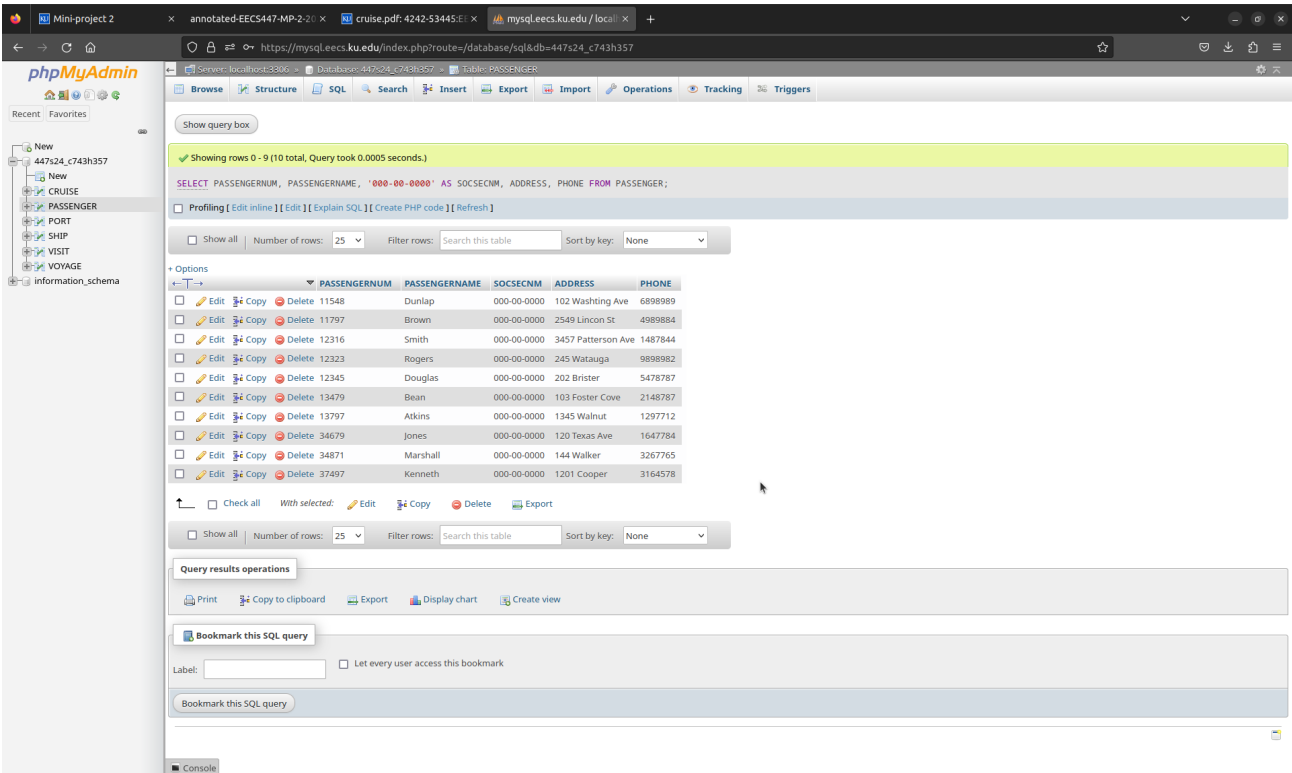 Mini-project 2
annotated-EECS447-MP-2-20
cruise.pdf: 4242-53445:EE
mysql.eecs.ku.edu / localh
https://mysql.eecs.ku.edu/index.php?route=/database/sql&db=447s24_c743h357
phpMyAdmin
Recent Favorites
New
447s24_c743h357
New
CRUISE
PASSENGER
PORT
SHIP
VISIT
VOYAGE
information_schema
Server: localhost:3306 » Database: 447s24_c743h357 » Table: PASSENGER
Browse Structure SQL Search Insert Export Import Operations Tracking Triggers
Show query box
Showing rows 0 - 9 (10 total, Query took 0.0005 seconds.)
SELECT PASSENGERNUM, PASSENGERNAME, '000-00-0000' AS SOCSECNM, ADDRESS, PHONE FROM PASSENGER;
Profiling [ Edit inline ] [ Edit ] [ Explain SQL ] [ Create PHP code ] [ Refresh ]
Show all Number of rows: 25 Filter rows: Search this table Sort by key: None
+ Options
PASSENGERNUM PASSENGERNAME SOCSECNM ADDRESS PHONE
Edit Copy Delete 11548 Dunlap 000-00-0000 102 Washting Ave 6898989
Edit Copy Delete 11797 Brown 000-00-0000 2549 Lincon St 4989884
Edit Copy Delete 12316 Smith 000-00-0000 3457 Patterson Ave 1487844
Edit Copy Delete 12323 Rogers 000-00-0000 245 Watauga 9898982
Edit Copy Delete 12345 Douglas 000-00-0000 202 Brister 5478787
Edit Copy Delete 13479 Bean 000-00-0000 103 Foster Cove 2148787
Edit Copy Delete 13797 Atkins 000-00-0000 1345 Walnut 1297712
Edit Copy Delete 34679 Jones 000-00-0000 120 Texas Ave 1647784
Edit Copy Delete 34871 Marshall 000-00-0000 144 Walker 3267765
Edit Copy Delete 37497 Kenneth 000-00-0000 1201 Cooper 3164578
Check all With selected: Edit Copy Delete Export
Show all Number of rows: 25 Filter rows: Search this table Sort by key: None
Query results operations
Print Copy to clipboard Export Display chart Create view
Bookmark this SQL query
Label: Let every user access this bookmark
Bookmark this SQL query
Console